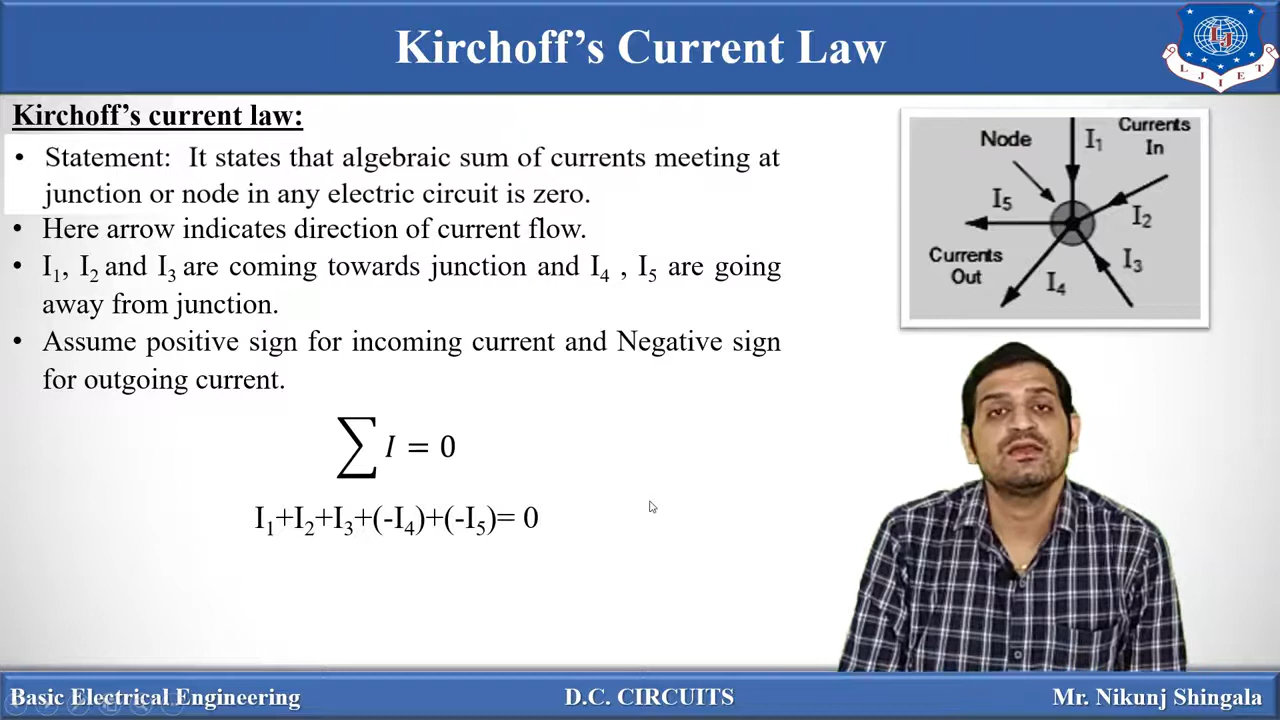 Kirchoff’s Current Law
L J I E T
Kirchoff’s current law:
• Statement: It states that algebraic sum of currents meeting at
junction or node in any electric circuit is zero.
• Here arrow indicates direction of current flow.
• I₁, I₂ and I₃ are coming towards junction and I₄ , I₅ are going
away from junction.
• Assume positive sign for incoming current and Negative sign
for outgoing current.
∑ I = 0
I₁+I₂+I₃+(-I₄)+(-I₅)= 0
Node
I₁
Currents
In
I₅
I₂
Currents
Out
I₃
I₄
Basic Electrical Engineering
D.C. CIRCUITS
Mr. Nikunj Shingala